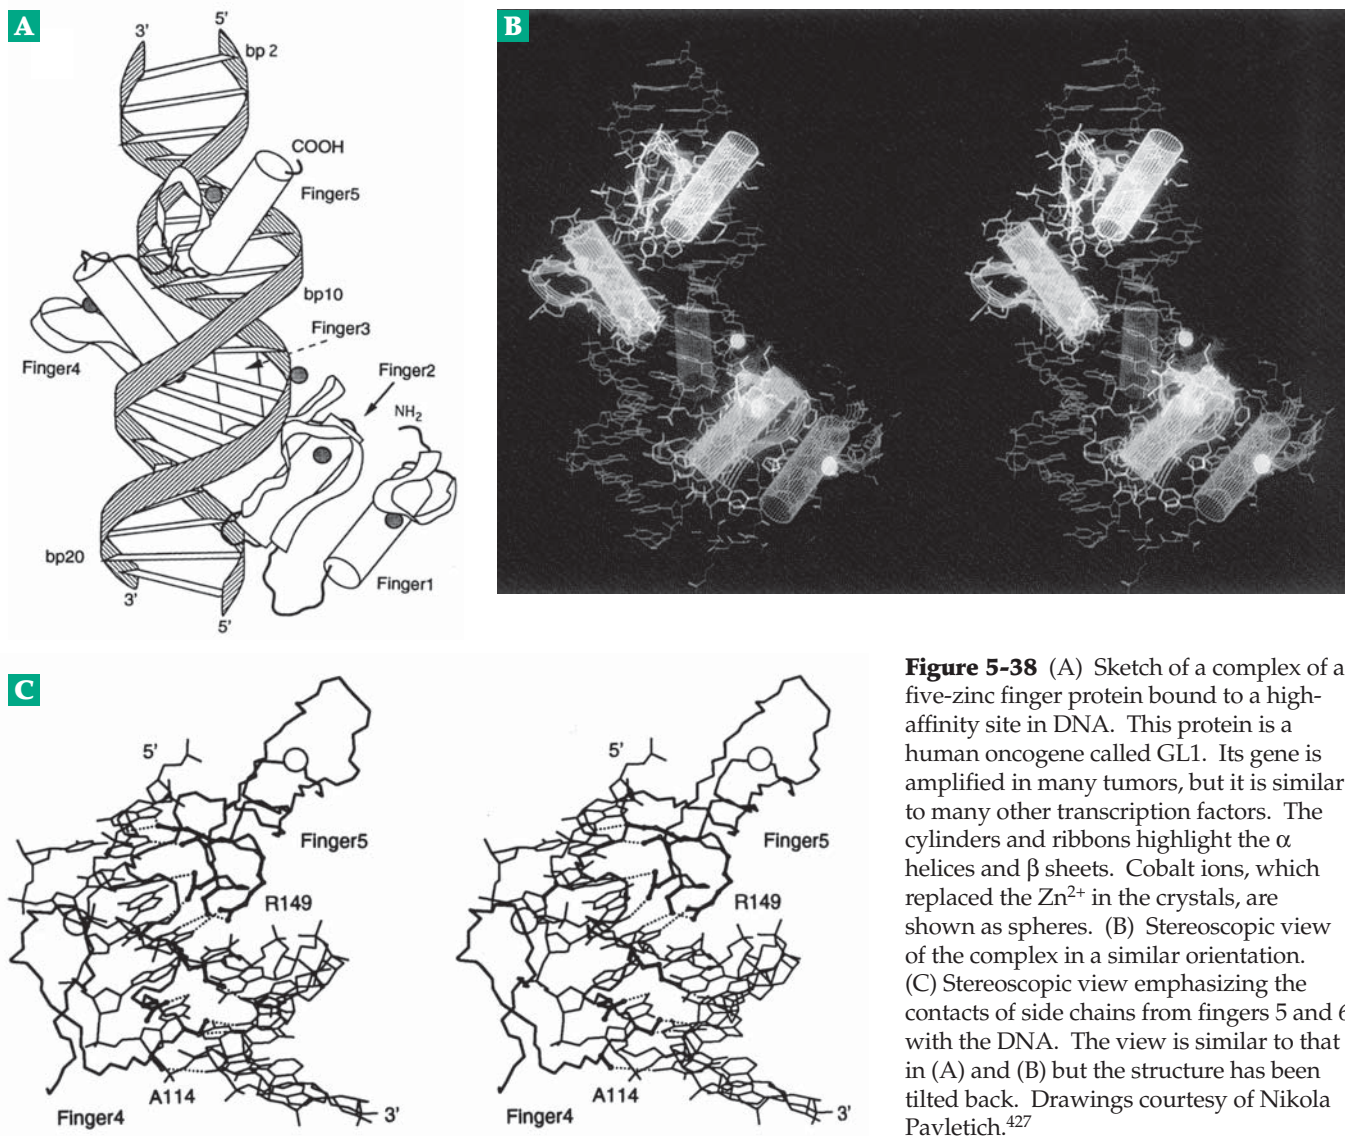 A
3’
5’
bp 2
COOH
Finger5
bp10
Finger3
Finger4
Finger2
NH2
bp20
Finger1
3’
5’
B
C
5’
Finger5
R149
A114
Finger4
3’
Finger5
R149
A114
Finger4
3’
Figure 5-38 (A) Sketch of a complex of a
five-zinc finger protein bound to a high-
affinity site in DNA. This protein is a
human oncogene called GL1. Its gene is
amplified in many tumors, but it is similar
to many other transcription factors. The
cylinders and ribbons highlight the α
helices and β sheets. Cobalt ions, which
replaced the Zn2+ in the crystals, are
shown as spheres. (B) Stereoscopic view
of the complex in a similar orientation.
(C) Stereoscopic view emphasizing the
contacts of side chains from fingers 5 and 6
with the DNA. The view is similar to that
in (A) and (B) but the structure has been
tilted back. Drawings courtesy of Nikola
Pavletich.427